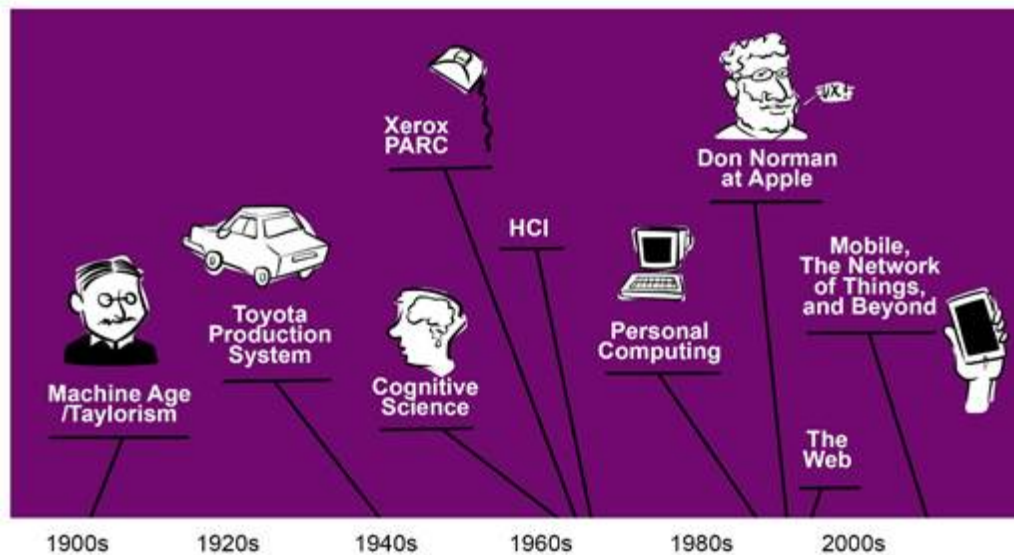 Machine Age
/Taylorism
Toyota
Production
System
Cognitive
Science
Xerox
PARC
HCI
Personal
Computing
Don Norman
at Apple
UX!
The
Web
Mobile,
The Network
of Things,
and Beyond
1900s
1920s
1940s
1960s
1980s
2000s